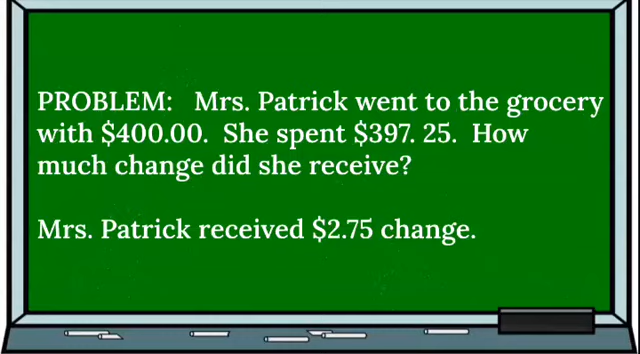 PROBLEM: Mrs. Patrick went to the grocery
with $400.00. She spent $397. 25. How
much change did she receive?
Mrs. Patrick received $2.75 change.